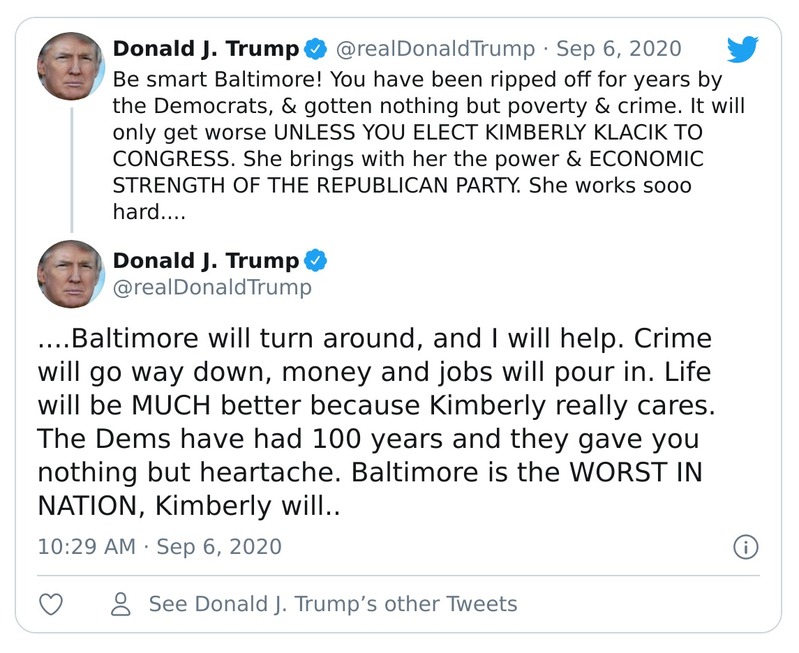 Donald J. Trump @realDonaldTrump · Sep 6, 2020
Be smart Baltimore! You have been ripped off for years by
the Democrats, & gotten nothing but poverty & crime. It will
only get worse UNLESS YOU ELECT KIMBERLY KLACIK TO
CONGRESS. She brings with her the power & ECONOMIC
STRENGTH OF THE REPUBLICAN PARTY. She works sooo
hard....
Donald J. Trump
@realDonaldTrump
....Baltimore will turn around, and I will help. Crime
will go way down, money and jobs will pour in. Life
will be MUCH better because Kimberly really cares.
The Dems have had 100 years and they gave you
nothing but heartache. Baltimore is the WORST IN
NATION, Kimberly will..
10:29 AM · Sep 6, 2020
See Donald J. Trump’s other Tweets